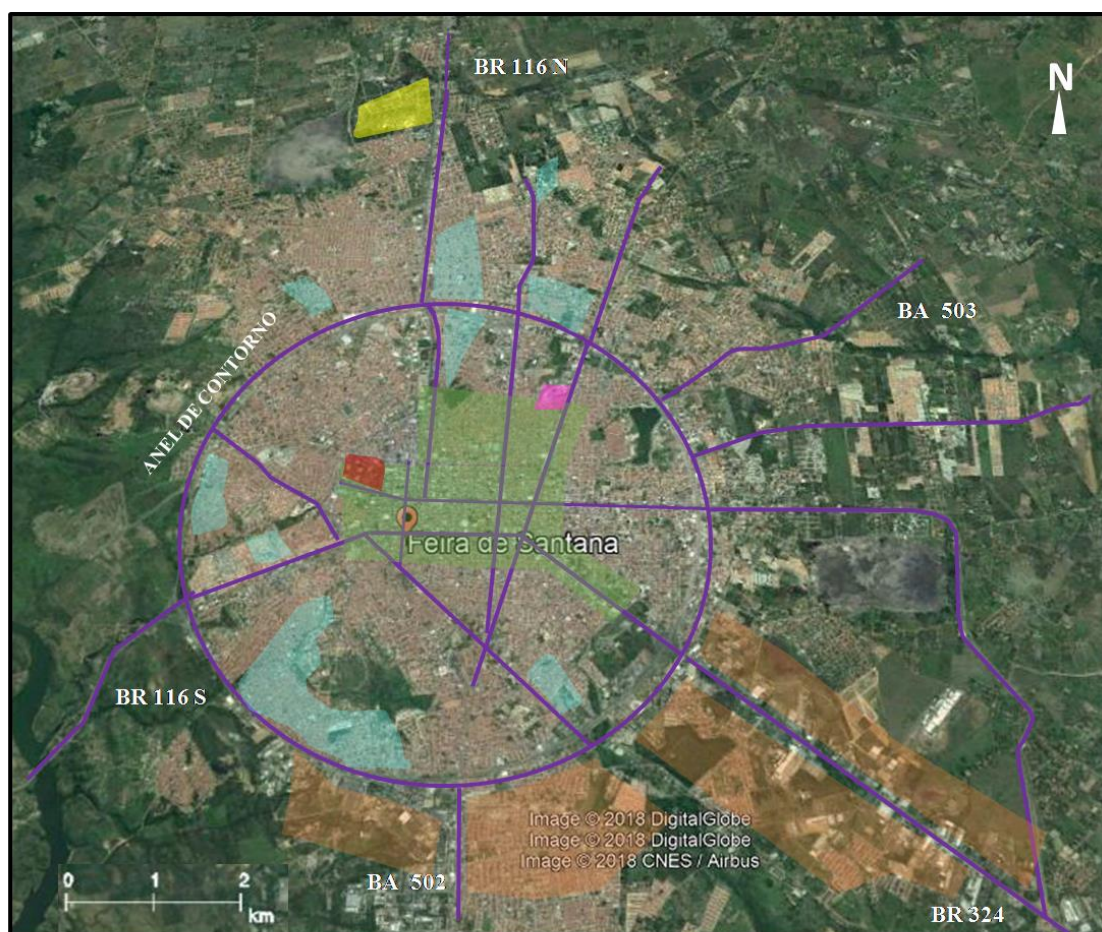 BR 116 N
N
BA 503
ANEL DE CONTORNO
Feira de Santana
BR 116 S
Image © 2018 DigitalGlobe
Image © 2018 DigitalGlobe
Image © 2018 CNES / Airbus
BA 502
0 1 2
km
BR 324